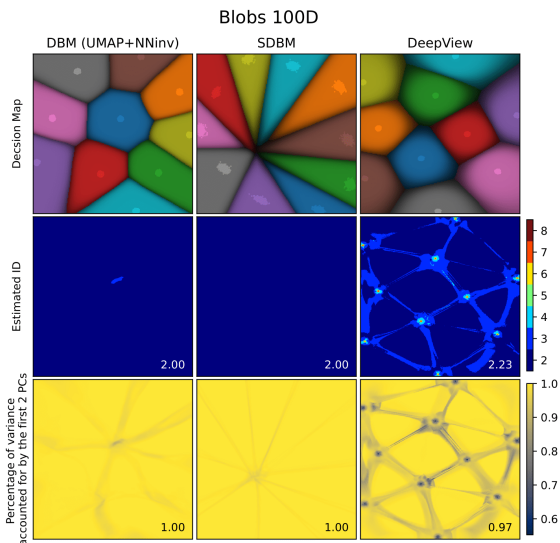 Blobs 100D
DBM (UMAP+NNinv)
SDBM
DeepView
Decsion Map
Estimated ID
2.00
2.00
2.23
8
7
6
5
4
3
2
Percentage of variance
accounted for by the first 2 PCs
1.00
1.00
0.97
1.0
0.9
0.8
0.7
0.6